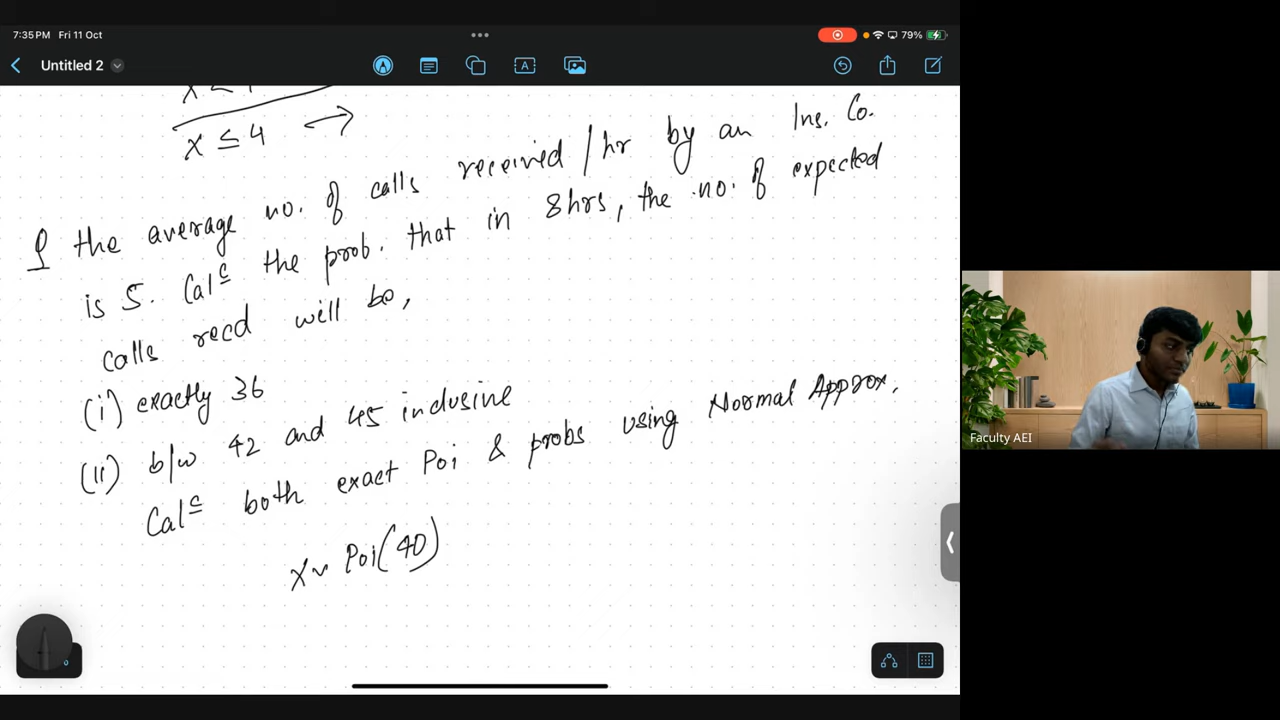 7:35 PM Fri 11 Oct
79%
Untitled 2
A
x ≤ 4
Q the average no. of calls received/hr by an Ins. Co.
is 5. Calc the prob. that in 8hrs, the no. of expected
calls recd will be,
(i) exactly 36
(ii) b/w 42 and 45 inclusive
Calc both exact Poi & probs using Normal Approx.
X ~ Poi(40)
Faculty AEI